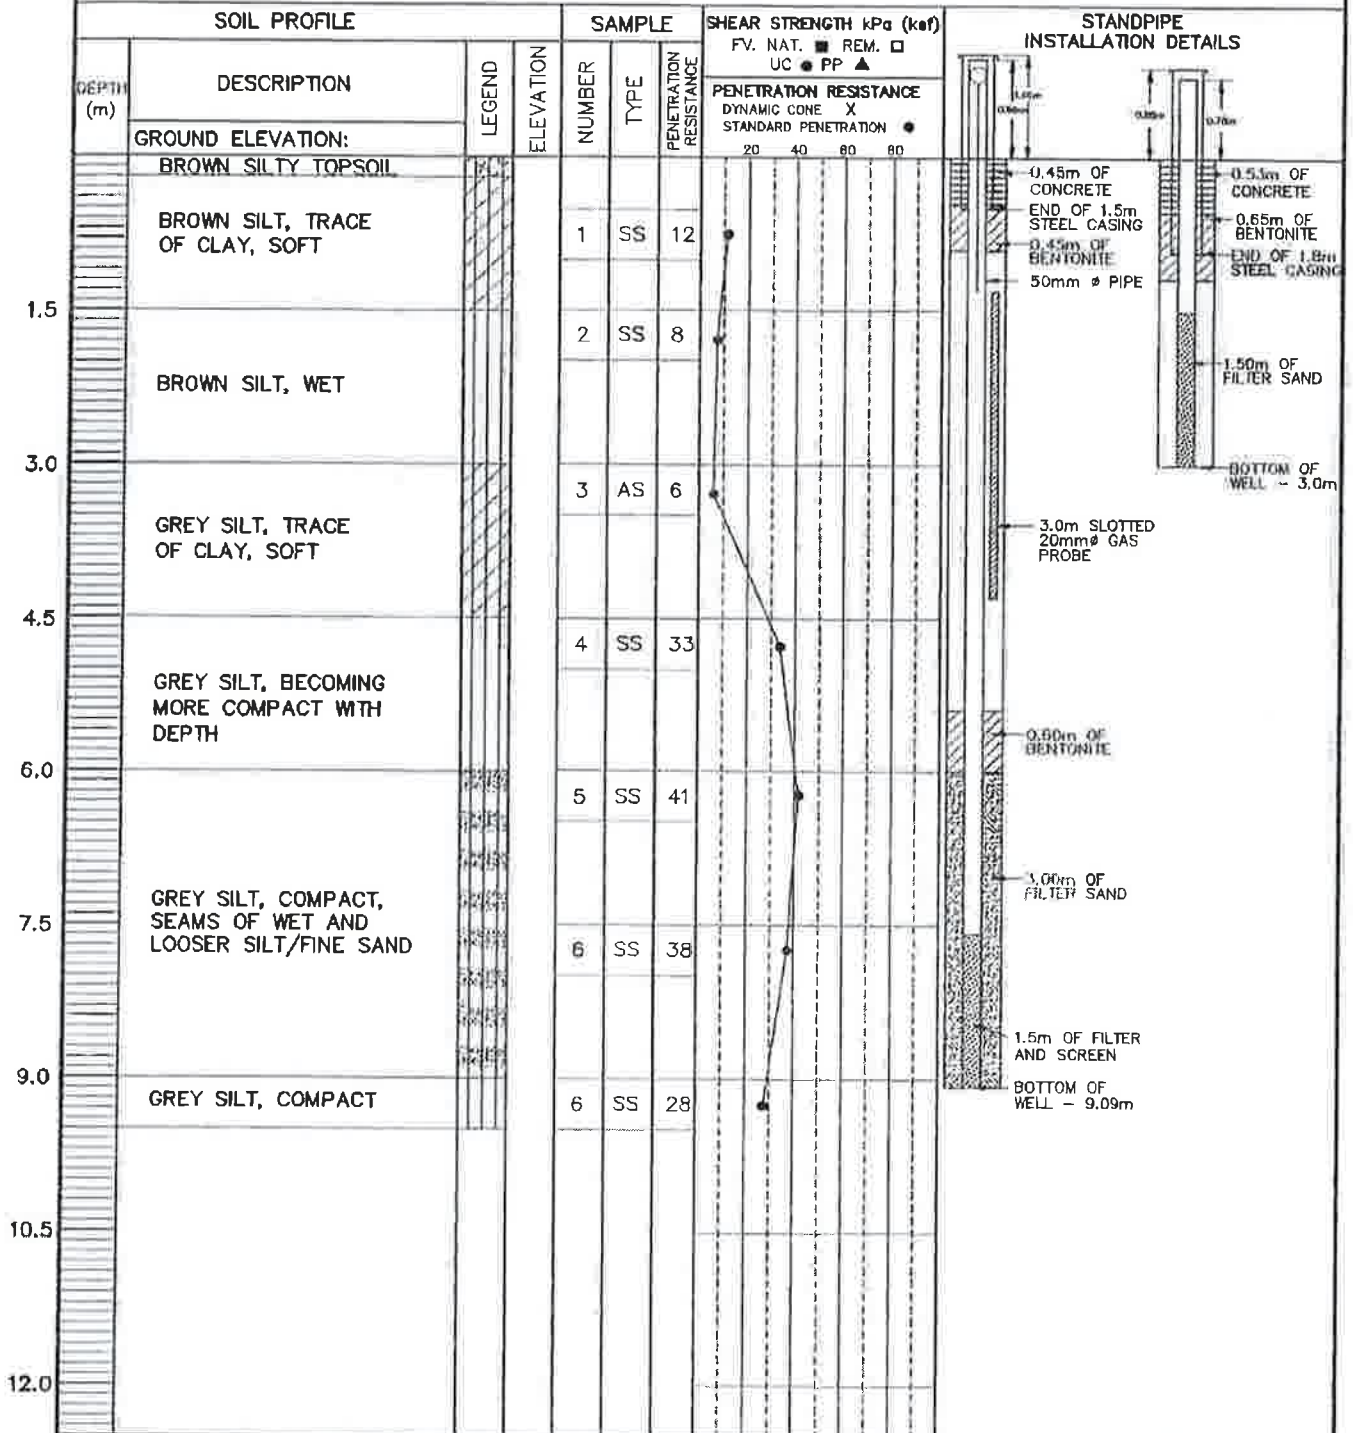 SOIL PROFILE
SAMPLE
SHEAR STRENGTH kPa (ksf)
FV. NAT. ■ REM. □
UC ● PP ▲
STANDPIPE
INSTALLATION DETAILS
DEPTH
(m)
DESCRIPTION
LEGEND
ELEVATION
NUMBER
TYPE
PENETRATION
RESISTANCE
PENETRATION RESISTANCE
DYNAMIC CONE X
STANDARD PENETRATION ●
20 40 60 80
GROUND ELEVATION:
0.85m
0.78m
BROWN SILTY TOPSOIL
BROWN SILT, TRACE
OF CLAY, SOFT
1 SS 12
0.45m OF
CONCRETE
END OF 1.5m
STEEL CASING
0.45m OF
BENTONITE
50mm ø PIPE
0.53m OF
CONCRETE
0.65m OF
BENTONITE
END OF 1.8m
STEEL CASING
1.5
2 SS 8
BROWN SILT, WET
1.50m OF
FILTER SAND
3.0
3 AS 6
BOTTOM OF
WELL - 3.0m
GREY SILT, TRACE
OF CLAY, SOFT
3.0m SLOTTED
20mmø GAS
PROBE
4.5
4 SS 33
GREY SILT, BECOMING
MORE COMPACT WITH
DEPTH
0.60m OF
BENTONITE
6.0
5 SS 41
3.00m OF
FILTER SAND
GREY SILT, COMPACT,
SEAMS OF WET AND
LOOSER SILT/FINE SAND
7.5
6 SS 38
1.5m OF FILTER
AND SCREEN
9.0
GREY SILT, COMPACT
6 SS 28
BOTTOM OF
WELL - 9.09m
10.5
12.0